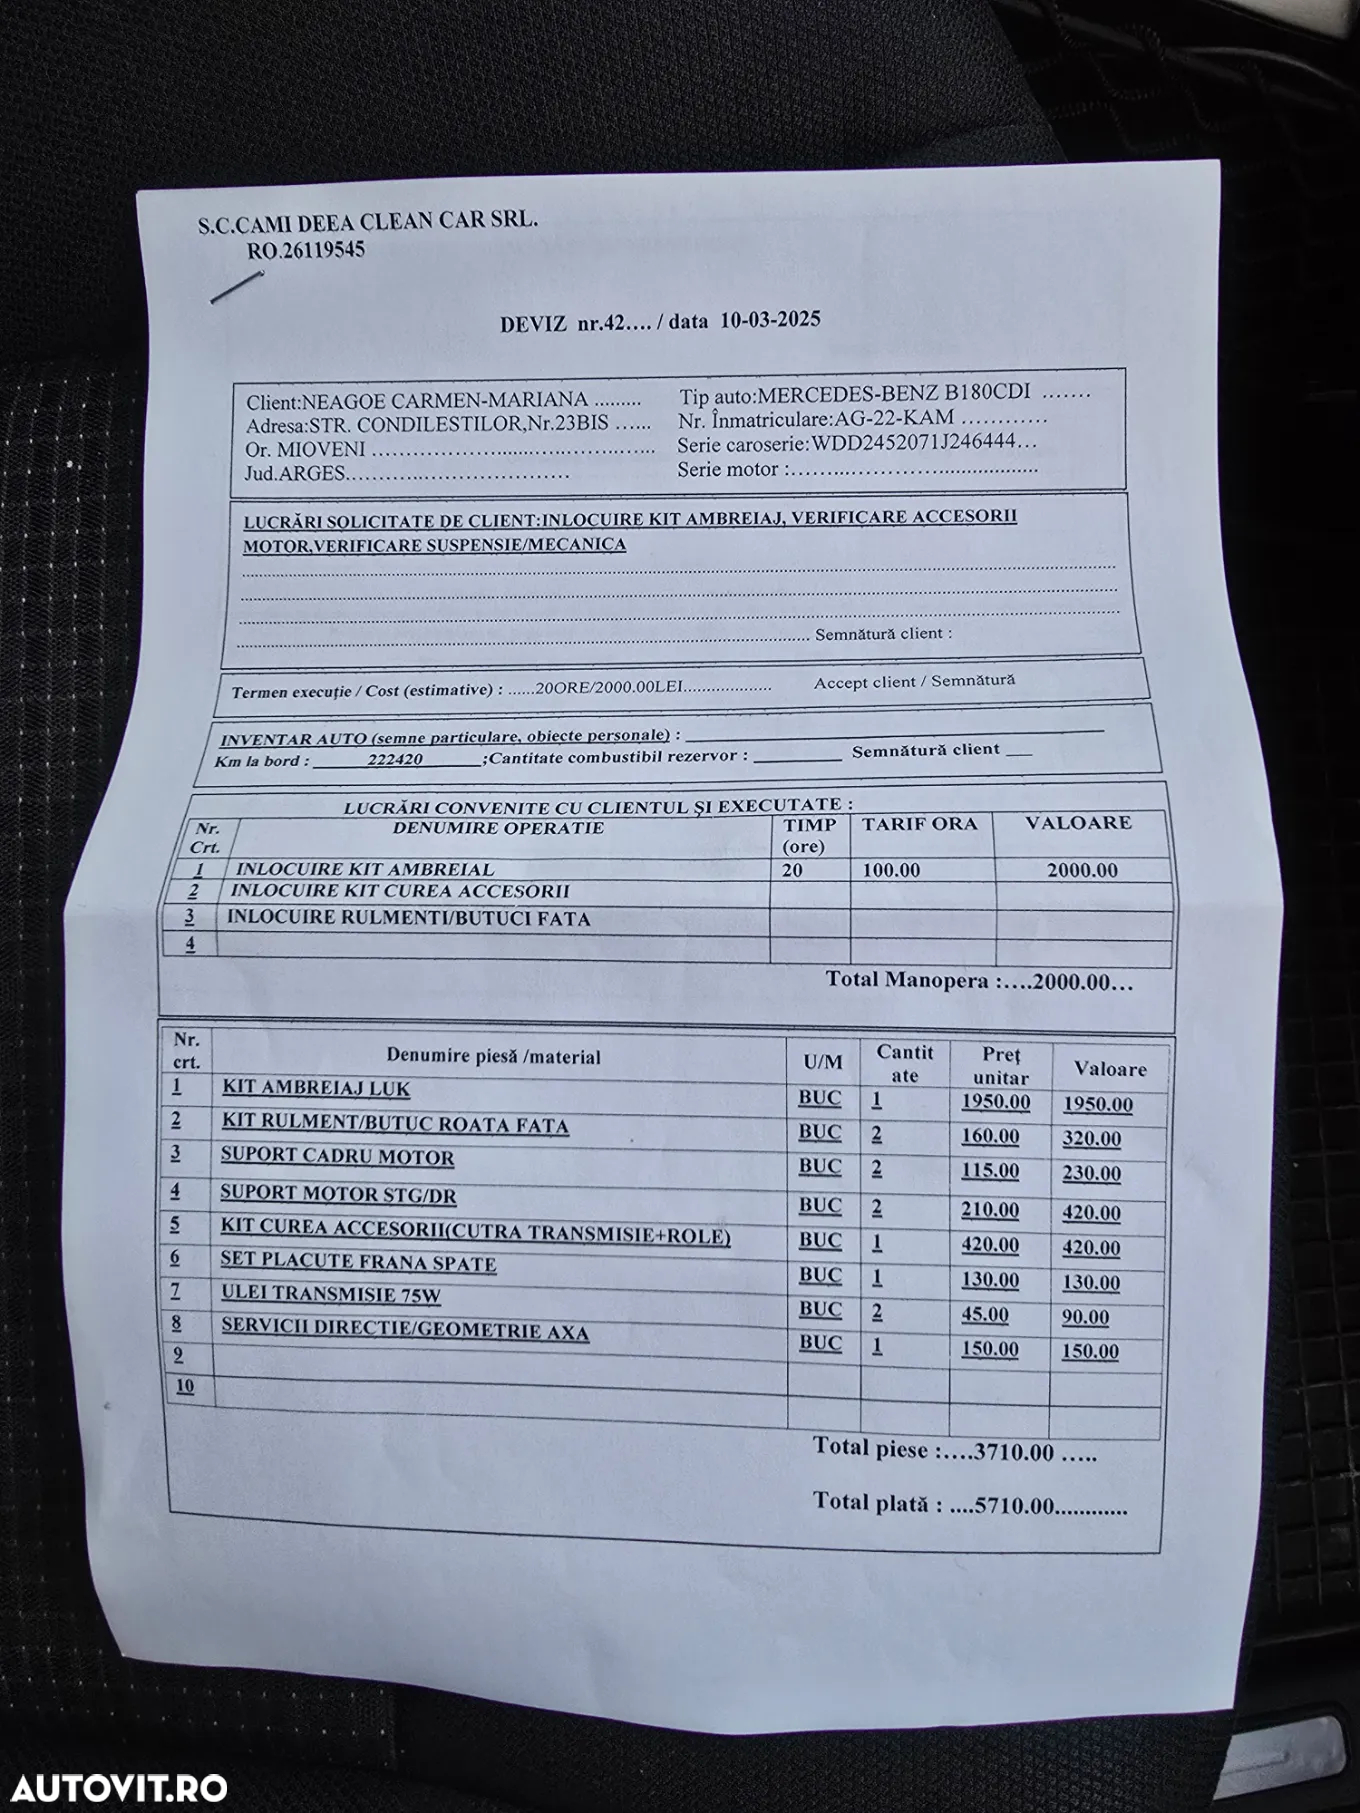 S.C.CAMI DEEA CLEAN CAR SRL.
RO.26119545
DEVIZ nr.42.... / data 10-03-2025
Client:NEAGOE CARMEN-MARIANA ......... Tip auto:MERCEDES-BENZ B180CDI .......
Adresa:STR. CONDILESTILOR,Nr.23BIS ...... Nr. Înmatriculare:AG-22-KAM ............
Or. MIOVENI ................................................ Serie caroserie:WDD2452071J246444...
Jud.ARGES...................................... Serie motor :..........................................
LUCRĂRI SOLICITATE DE CLIENT:INLOCUIRE KIT AMBREIAJ, VERIFICARE ACCESORII
MOTOR,VERIFICARE SUSPENSIE/MECANICA
Semnătură client :
Termen execuţie / Cost (estimative) : ......20ORE/2000.00LEI................... Accept client / Semnătură
INVENTAR AUTO (semne particulare, obiecte personale) :
Km la bord : 222420 ;Cantitate combustibil rezervor : Semnătură client
LUCRĂRI CONVENITE CU CLIENTUL ŞI EXECUTATE :
Nr. Crt. DENUMIRE OPERATIE TIMP (ore) TARIF ORA VALOARE
1 INLOCUIRE KIT AMBREIAL 20 100.00 2000.00
2 INLOCUIRE KIT CUREA ACCESORII
3 INLOCUIRE RULMENTI/BUTUCI FATA
4
Total Manopera :....2000.00...
Nr. crt. Denumire piesă /material U/M Cantit ate Preţ unitar Valoare
1 KIT AMBREIAJ LUK BUC 1 1950.00 1950.00
2 KIT RULMENT/BUTUC ROATA FATA BUC 2 160.00 320.00
3 SUPORT CADRU MOTOR BUC 2 115.00 230.00
4 SUPORT MOTOR STG/DR BUC 2 210.00 420.00
5 KIT CUREA ACCESORII(CUTRA TRANSMISIE+ROLE) BUC 1 420.00 420.00
6 SET PLACUTE FRANA SPATE BUC 1 130.00 130.00
7 ULEI TRANSMISIE 75W BUC 2 45.00 90.00
8 SERVICII DIRECTIE/GEOMETRIE AXA BUC 1 150.00 150.00
9
10
Total piese :....3710.00 .....
Total plată : ....5710.00............
AUTOVIT.RO